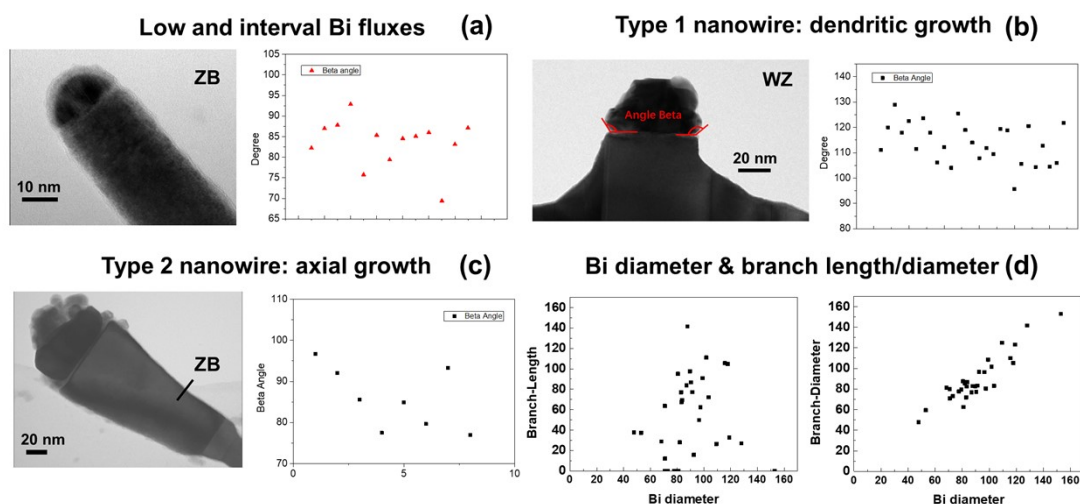 Low and interval Bi fluxes (a)
ZB
10 nm
Beta angle
Degree
105
100
95
90
85
80
75
70
65
Type 1 nanowire: dendritic growth (b)
WZ
Angle Beta
20 nm
Beta Angle
Degree
140
130
120
110
100
90
80
Type 2 nanowire: axial growth (c)
ZB
20 nm
Beta Angle
Beta Angle
110
100
90
80
70
0 5 10
Bi diameter & branch length/diameter (d)
Branch-Length
160
140
120
100
80
60
40
20
0
0 20 40 60 80 100 120 140 160
Bi diameter
Branch-Diameter
160
140
120
100
80
60
40
20
0
0 20 40 60 80 100 120 140 160
Bi diameter